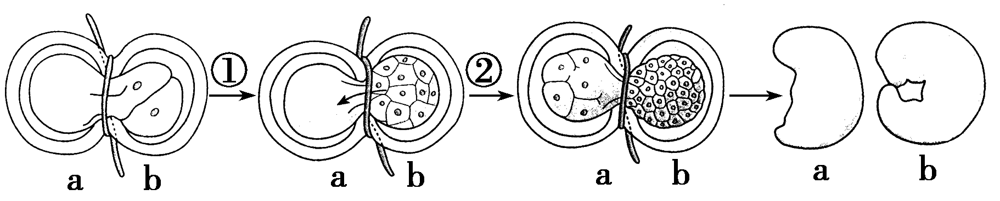 ① ②
a b a b a b a b